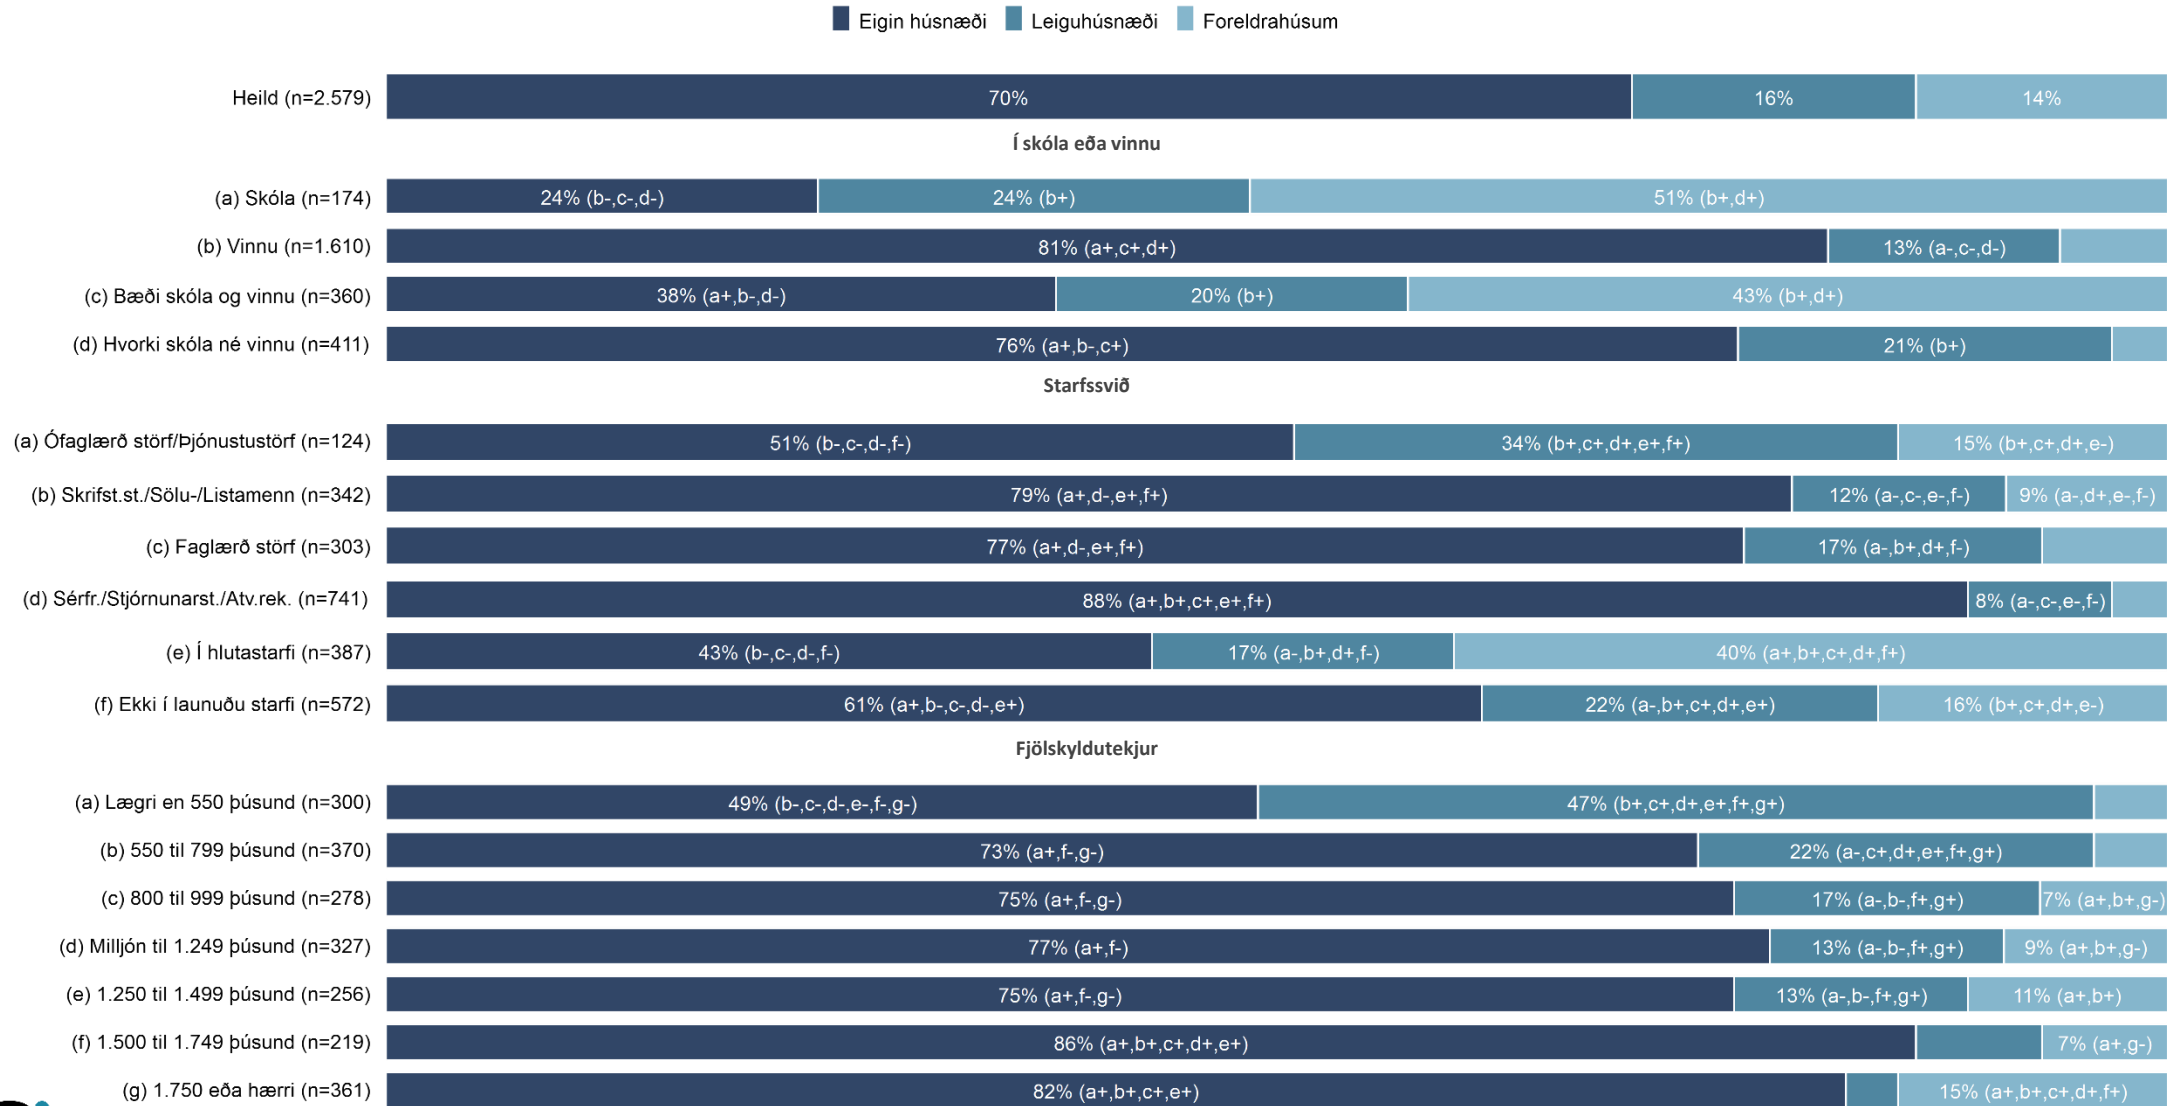 Eigin húsnæði Leiguhúsnæði Foreldrahúsum
Heild (n=2.579) 70% 16% 14%
Í skóla eða vinnu
(a) Skóla (n=174) 24% (b-,c-,d-) 24% (b+) 51% (b+,d+)
(b) Vinnu (n=1.610) 81% (a+,c+,d+) 13% (a-,c-,d-)
(c) Bæði skóla og vinnu (n=360) 38% (a+,b-,d-) 20% (b+) 43% (b+,d+)
(d) Hvorki skóla né vinnu (n=411) 76% (a+,b-,c+) 21% (b+)
Starfssvið
(a) Ófaglærð störf/Þjónustustörf (n=124) 51% (b-,c-,d-,f-) 34% (b+,c+,d+,e+,f+) 15% (b+,c+,d+,e-)
(b) Skrifst.st./Sölu-/Listamenn (n=342) 79% (a+,d-,e+,f+) 12% (a-,c-,e-,f-) 9% (a-,d+,e-,f-)
(c) Faglærð störf (n=303) 77% (a+,d-,e+,f+) 17% (a-,b+,d+,f-)
(d) Sérfr./Stjórnunarst./Atv.rek. (n=741) 88% (a+,b+,c+,e+,f+) 8% (a-,c-,e-,f-)
(e) Í hlutastarfi (n=387) 43% (b-,c-,d-,f-) 17% (a-,b+,d+,f-) 40% (a+,b+,c+,d+,f+)
(f) Ekki í launuðu starfi (n=572) 61% (a+,b-,c-,d-,e+) 22% (a-,b+,c+,d+,e+) 16% (b+,c+,d+,e-)
Fjölskyldutekjur
(a) Lægri en 550 þúsund (n=300) 49% (b-,c-,d-,e-,f-,g-) 47% (b+,c+,d+,e+,f+,g+)
(b) 550 til 799 þúsund (n=370) 73% (a+,f-,g-) 22% (a-,c+,d+,e+,f+,g+)
(c) 800 til 999 þúsund (n=278) 75% (a+,f-,g-) 17% (a-,b-,f+,g+) 7% (a+,b+,g-)
(d) Milljón til 1.249 þúsund (n=327) 77% (a+,f-) 13% (a-,b-,f+,g+) 9% (a+,b+,g-)
(e) 1.250 til 1.499 þúsund (n=256) 75% (a+,f-,g-) 13% (a-,b-,f+,g+) 11% (a+,b+)
(f) 1.500 til 1.749 þúsund (n=219) 86% (a+,b+,c+,d+,e+) 7% (a+,g-)
(g) 1.750 eða hærri (n=361) 82% (a+,b+,c+,e+) 15% (a+,b+,c+,d+,f+)